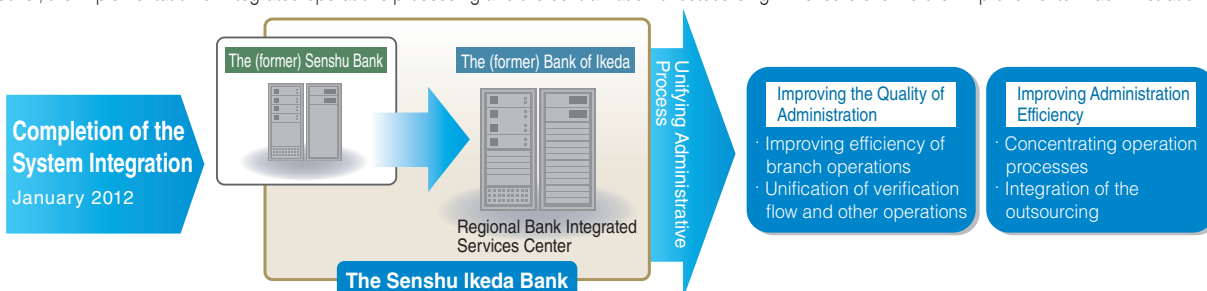 Completion of the
System Integration
January 2012
The (former) Senshu Bank
The (former) Bank of Ikeda
Regional Bank Integrated
Services Center
The Senshu Ikeda Bank
Unifying Administrative
Process
Improving the Quality of
Administration
· Improving efficiency of
branch operations
· Unification of verification
flow and other operations
Improving Administration
Efficiency
· Concentrating operation
processes
· Integration of the
outsourcing